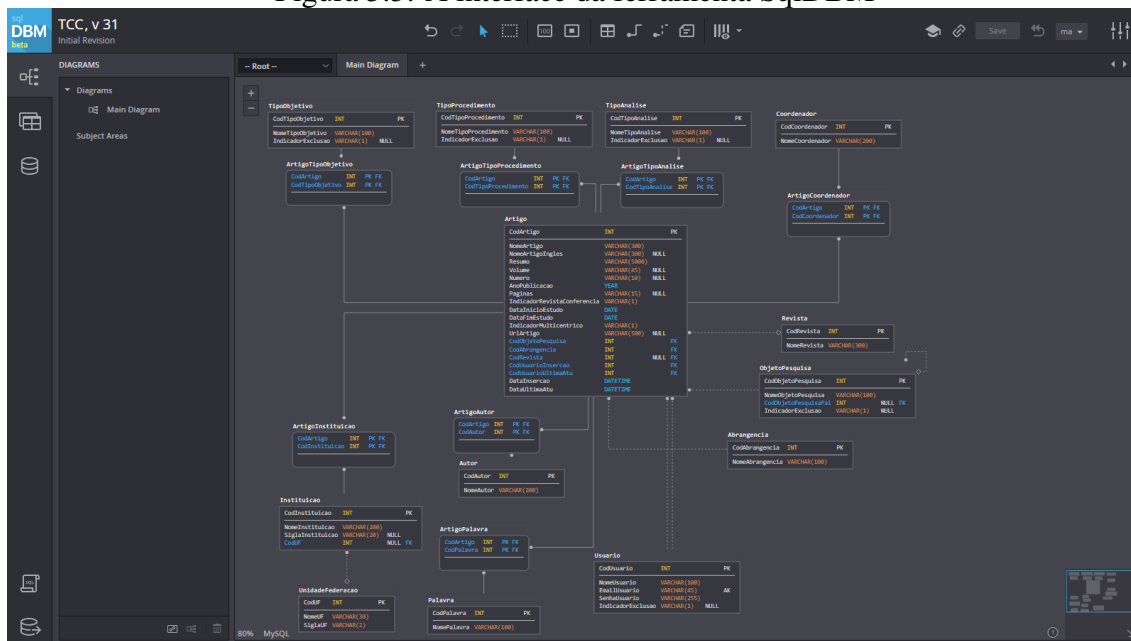 Figura 3.3: A interface da ferramenta SqlDBM
sql
DBM
beta
TCC, v 31
Initial Revision
100
Save
ma
DIAGRAMS
Diagrams
Main Diagram
Subject Areas
-- Root --
Main Diagram
+
TipoObjetivo
CodTipoObjetivo INT PK
NomeTipoObjetivo VARCHAR(100)
IndicadorExclusao VARCHAR(1) NULL
TipoProcedimento
CodTipoProcedimento INT PK
NomeTipoProcedimento VARCHAR(100)
IndicadorExclusao VARCHAR(1) NULL
TipoAnalise
CodTipoAnalise INT PK
NomeTipoAnalise VARCHAR(100)
IndicadorExclusao VARCHAR(1) NULL
Coordenador
CodCoordenador INT PK
NomeCoordenador VARCHAR(200)
ArtigoTipoObjetivo
CodArtigo INT PK FK
CodTipoObjetivo INT PK FK
ArtigoTipoProcedimento
CodArtigo INT PK FK
CodTipoProcedimento INT PK FK
ArtigoTipoAnalise
CodArtigo INT PK FK
CodTipoAnalise INT PK FK
ArtigoCoordenador
CodArtigo INT PK FK
CodCoordenador INT PK FK
Artigo
CodArtigo INT PK
NomeArtigo VARCHAR(300)
NomeArtigoIngles VARCHAR(300) NULL
Resumo VARCHAR(5000)
Volume VARCHAR(45) NULL
Numero VARCHAR(10) NULL
AnoPublicacao YEAR
Paginas VARCHAR(15) NULL
IndicadorRevistaConferencia VARCHAR(1)
DataInicioEstudo DATE
DataFimEstudo DATE
IndicadorMulticentrico VARCHAR(1)
UrlArtigo VARCHAR(500) NULL
CodObjetoPesquisa INT FK
CodAbrangencia INT FK
CodRevista INT NULL FK
CodUsuarioInsercao INT FK
CodUsuarioUltimaAtu INT FK
DataInsercao DATETIME
DataUltimaAtu DATETIME
Revista
CodRevista INT PK
NomeRevista VARCHAR(300)
ObjetoPesquisa
CodObjetoPesquisa INT PK
NomeObjetoPesquisa VARCHAR(100)
CodObjetoPesquisaPai INT NULL FK
IndicadorExclusao VARCHAR(1) NULL
Abrangencia
CodAbrangencia INT PK
NomeAbrangencia VARCHAR(100)
ArtigoAutor
CodArtigo INT PK FK
CodAutor INT PK FK
ArtigoInstituicao
CodArtigo INT PK FK
CodInstituicao INT PK FK
Autor
CodAutor INT PK
NomeAutor VARCHAR(200)
Instituicao
CodInstituicao INT PK
NomeInstituicao VARCHAR(200)
SiglaInstituicao VARCHAR(20) NULL
CodUF INT NULL FK
ArtigoPalavra
CodArtigo INT PK FK
CodPalavra INT PK FK
Usuario
CodUsuario INT PK
NomeUsuario VARCHAR(100)
EmailUsuario VARCHAR(45) AK
SenhaUsuario VARCHAR(255)
IndicadorExclusao VARCHAR(1) NULL
UnidadeFederacao
CodUF INT PK
NomeUF VARCHAR(30)
SiglaUF VARCHAR(2)
Palavra
CodPalavra INT PK
NomePalavra VARCHAR(100)
80% MySQL